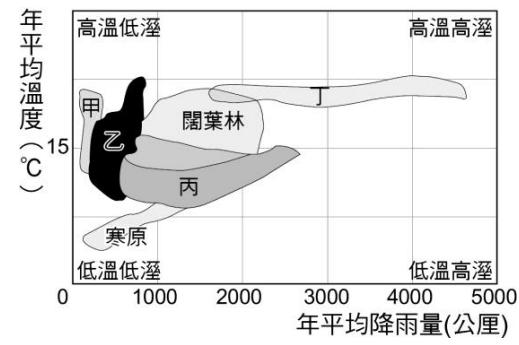 年平均溫度(℃)
高溫低溼
高溫高溼
甲
丁
闊葉林
乙
15
丙
寒原
低溫低溼
低溫高溼
0 1000 2000 3000 4000 5000
年平均降雨量(公厘)